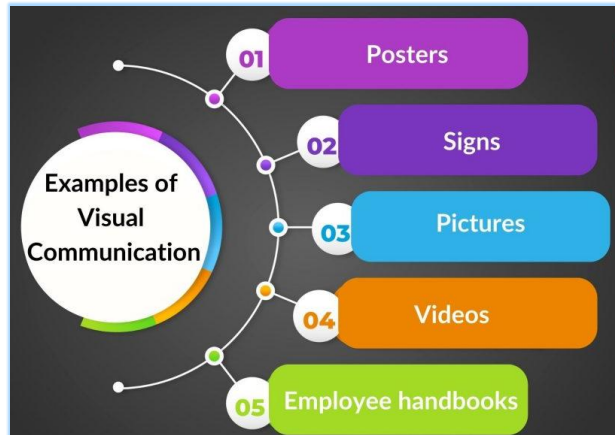 Examples of
Visual
Communication
01
Posters
02
Signs
03
Pictures
04
Videos
05
Employee handbooks